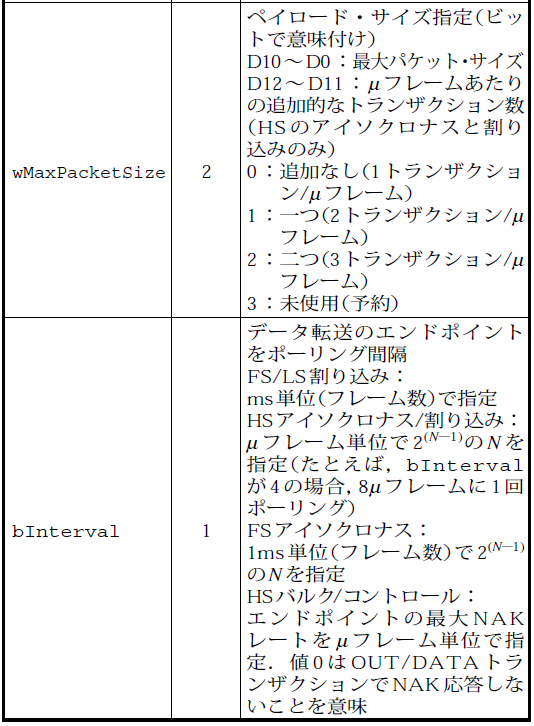 wMaxPacketSize
2
ペイロード・サイズ指定(ビッ
トで意味付け)
D10～D0：最大パケット・サイズ
D12～D11：μフレームあたり
の追加的なトランザクション数
(HSのアイソクロナスと割り
込みのみ)
0：追加なし(1トランザクショ
ン/μフレーム)
1：一つ(2トランザクション/μ
フレーム)
2：二つ(3トランザクション/μ
フレーム)
3：未使用(予約)
bInterval
1
データ転送のエンドポイント
をポーリング間隔
FS/LS割り込み：
ms単位(フレーム数)で指定
HSアイソクロナス/割り込み：
μフレーム単位で2^(N−1)のNを
指定(たとえば，bInterval
が4の場合，8μフレームに1回
ポーリング)
FSアイソクロナス：
1ms単位(フレーム数)で2^(N−1)
のNを指定
HSバルク/コントロール：
エンドポイントの最大NAK
レートをμフレーム単位で指
定．値0はOUT/DATAトラ
ンザクションでNAK応答しな
いことを意味